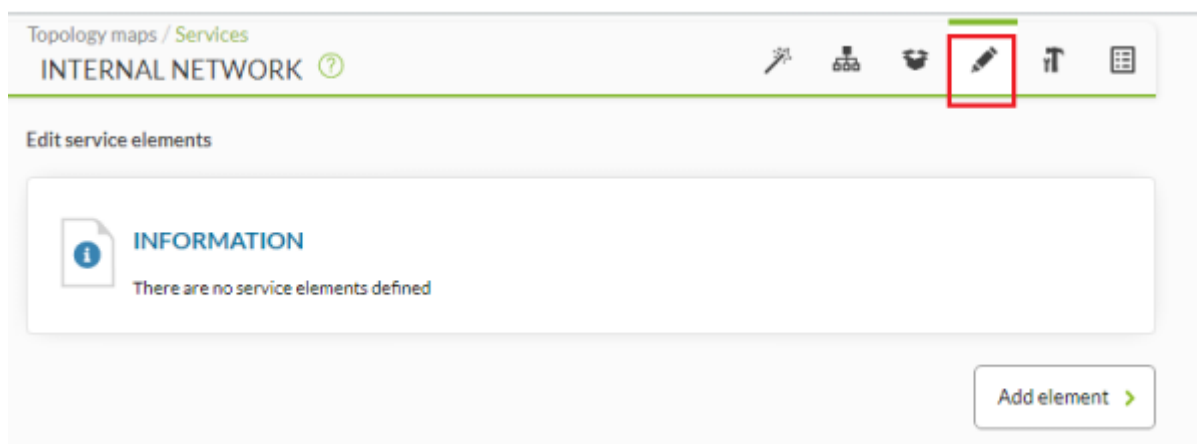 Topology maps / Services
INTERNAL NETWORK ?
Edit service elements
INFORMATION
There are no service elements defined
Add element >